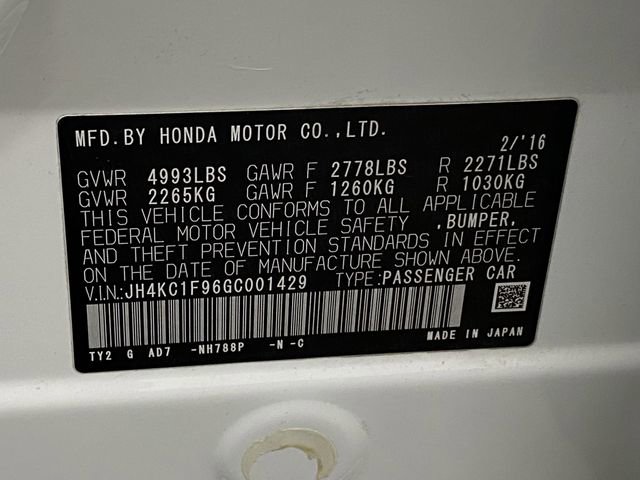 MFD.BY HONDA MOTOR CO.,LTD. 2/'16
GVWR 4993LBS GAWR F 2778LBS R 2271LBS
GVWR 2265KG GAWR F 1260KG R 1030KG
THIS VEHICLE CONFORMS TO ALL APPLICABLE
FEDERAL MOTOR VEHICLE SAFETY ,BUMPER,
AND THEFT PREVENTION STANDARDS IN EFFECT
ON THE DATE OF MANUFACTURE SHOWN ABOVE.
V.I.N:JH4KC1F96GC001429 TYPE:PASSENGER CAR
TY2 G AD7 -NH788P -N -C MADE IN JAPAN